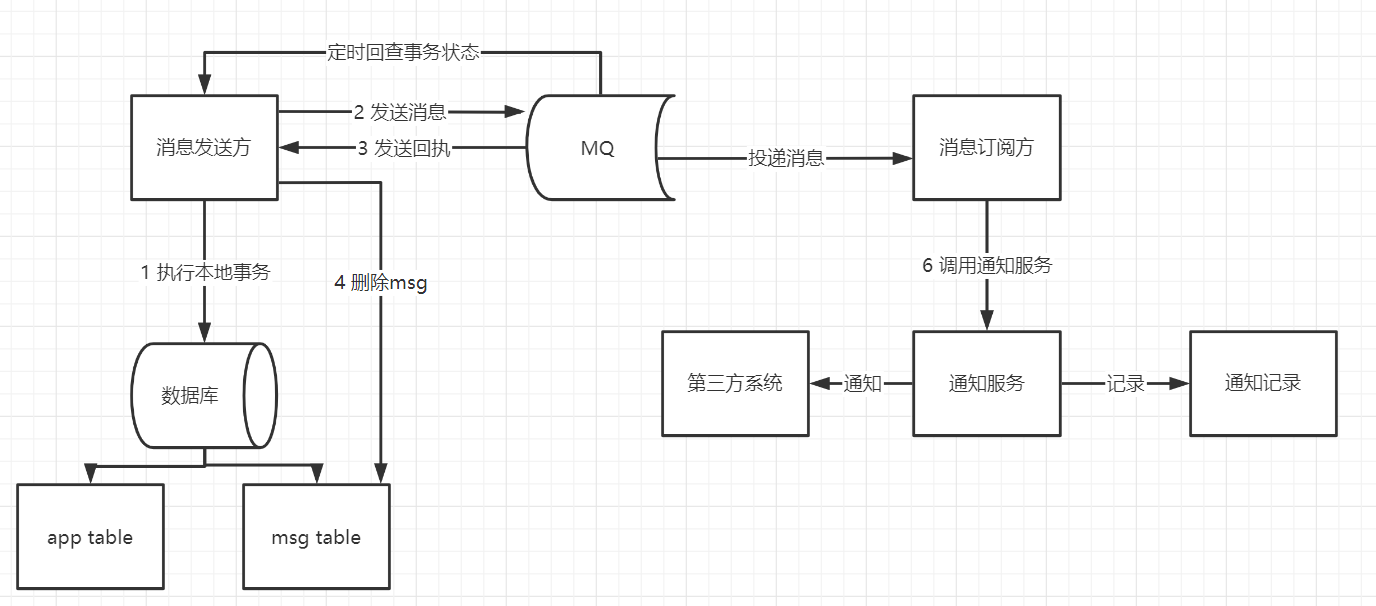 定时回查事务状态
2 发送消息
消息发送方
3 发送回执
MQ
投递消息
消息订阅方
1 执行本地事务
4 删除msg
6 调用通知服务
数据库
第三方系统
通知
通知服务
记录
通知记录
app table
msg table